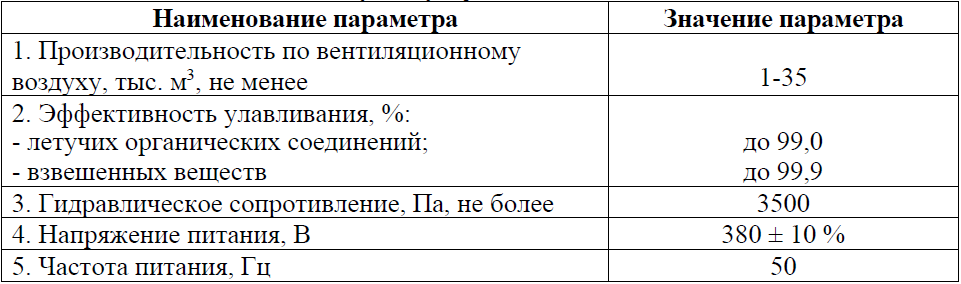 Наименование параметра Значение параметра
1. Производительность по вентиляционному
воздуху, тыс. м³, не менее 1-35
2. Эффективность улавливания, %:
- летучих органических соединений; до 99,0
- взвешенных веществ до 99,9
3. Гидравлическое сопротивление, Па, не более 3500
4. Напряжение питания, В 380 ± 10 %
5. Частота питания, Гц 50